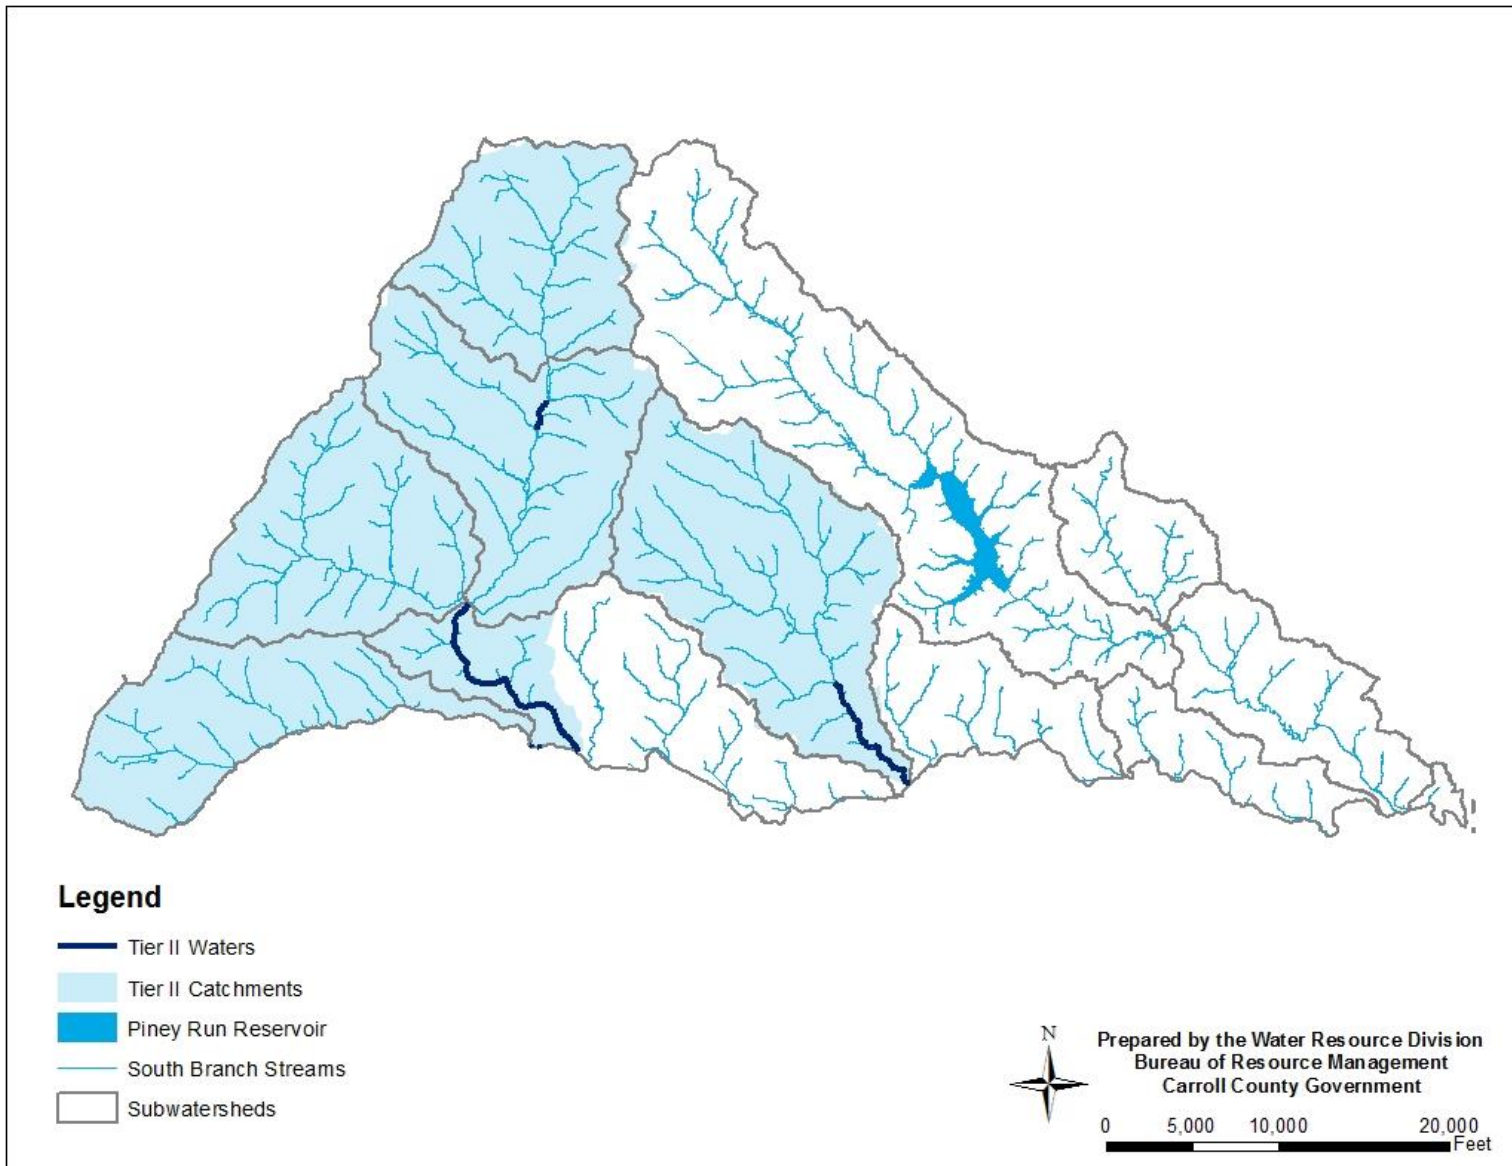 Legend
Tier II Waters
Tier II Catchments
Piney Run Reservoir
South Branch Streams
Subwatersheds
N
Prepared by the Water Resource Division
Bureau of Resource Management
Carroll County Government
0 5,000 10,000 20,000
Feet